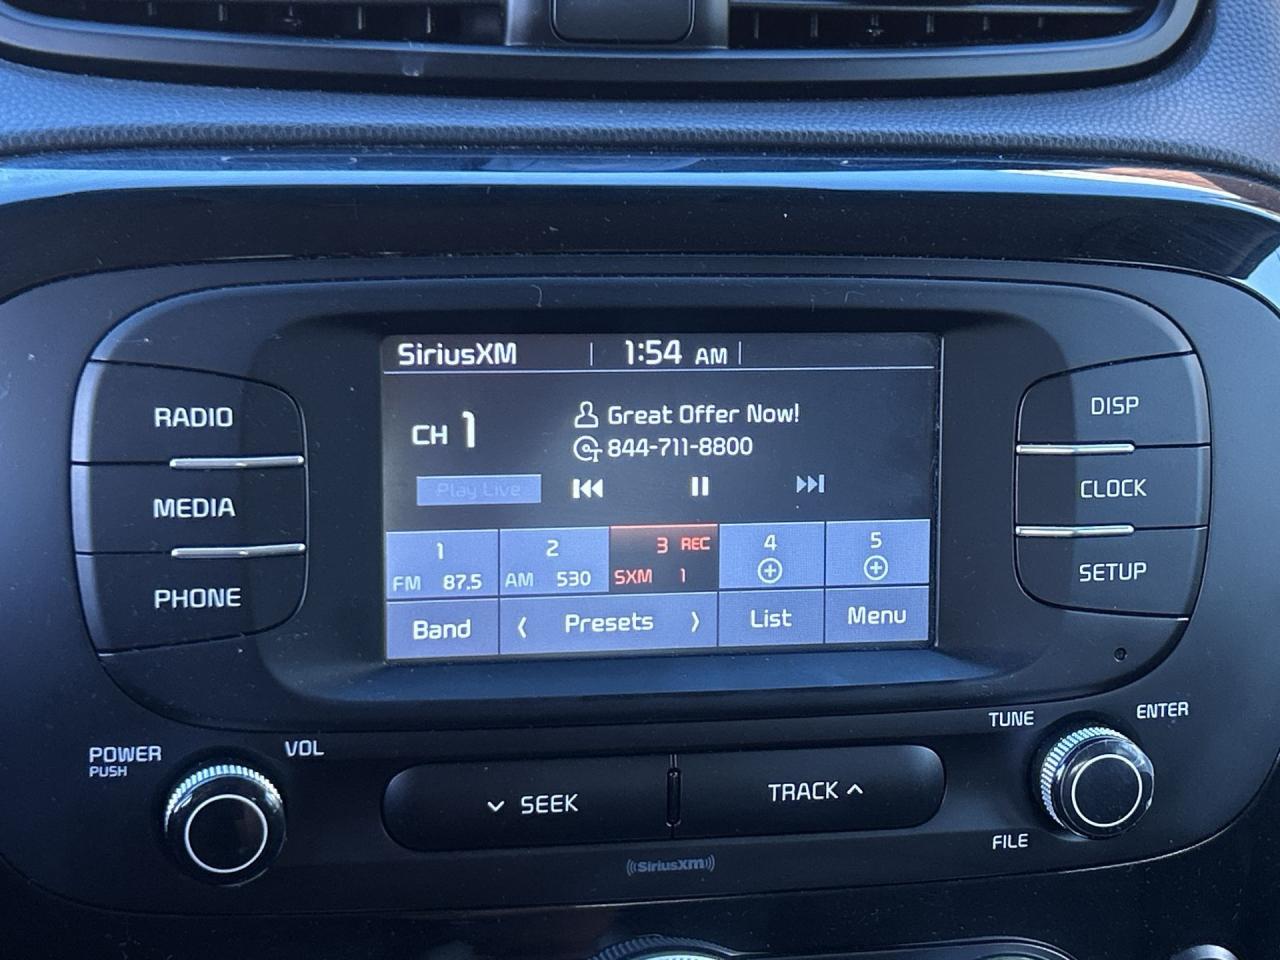 SiriusXM 1:54 AM
CH 1
Great Offer Now!
844-711-8800
Play Live
1
FM 87.5
2
AM 530
3 REC
SXM 1
4
5
Band
Presets
List
Menu
RADIO
MEDIA
PHONE
DISP
CLOCK
SETUP
POWER
PUSH
VOL
SEEK
TRACK
TUNE
ENTER
FILE
SiriusXM